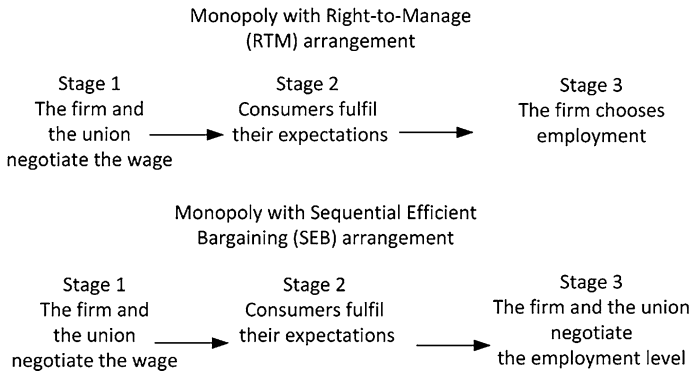 Monopoly with Right-to-Manage
(RTM) arrangement
Stage 1
The firm and
the union
negotiate the wage
Stage 2
Consumers fulfil
their expectations
Stage 3
The firm chooses
employment
Monopoly with Sequential Efficient
Bargaining (SEB) arrangement
Stage 1
The firm and
the union
negotiate the wage
Stage 2
Consumers fulfil
their expectations
Stage 3
The firm and the union
negotiate
the employment level